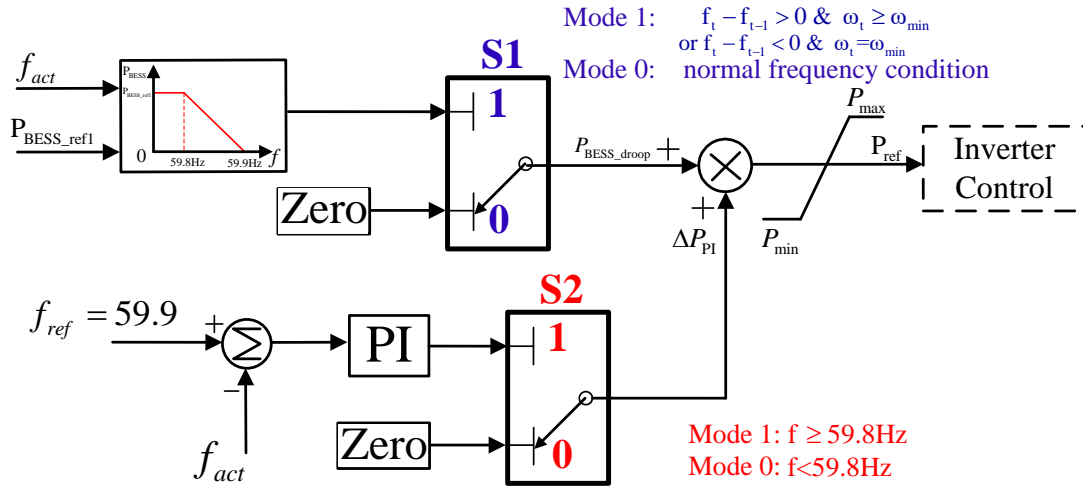 Mode 1: f_t – f_{t-1} > 0 & ω_t ≥ ω_min
or f_t – f_{t-1} < 0 & ω_t=ω_min
Mode 0: normal frequency condition
f_act
P_BESS_ref1
P_BESS
P_BESS_ref1
0
59.8Hz
59.9Hz
f
S1
1
0
Zero
P_BESS_droop
+
+
ΔP_PI
P_max
P_min
P_ref
Inverter
Control
f_ref = 59.9
+
Σ
–
f_act
PI
Zero
S2
1
0
Mode 1: f ≥ 59.8Hz
Mode 0: f<59.8Hz